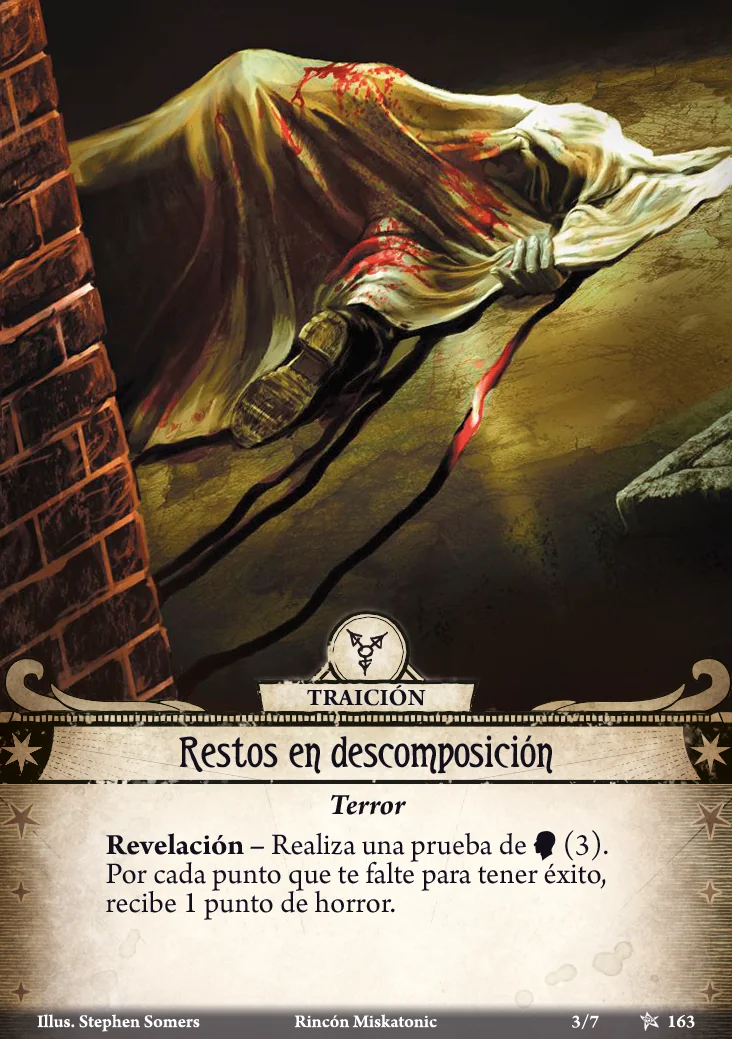 TRAICIÓN
Restos en descomposición
Terror
Revelación – Realiza una prueba de (3).
Por cada punto que te falte para tener éxito,
recibe 1 punto de horror.
Illus. Stephen Somers Rincón Miskatonic 3/7 163